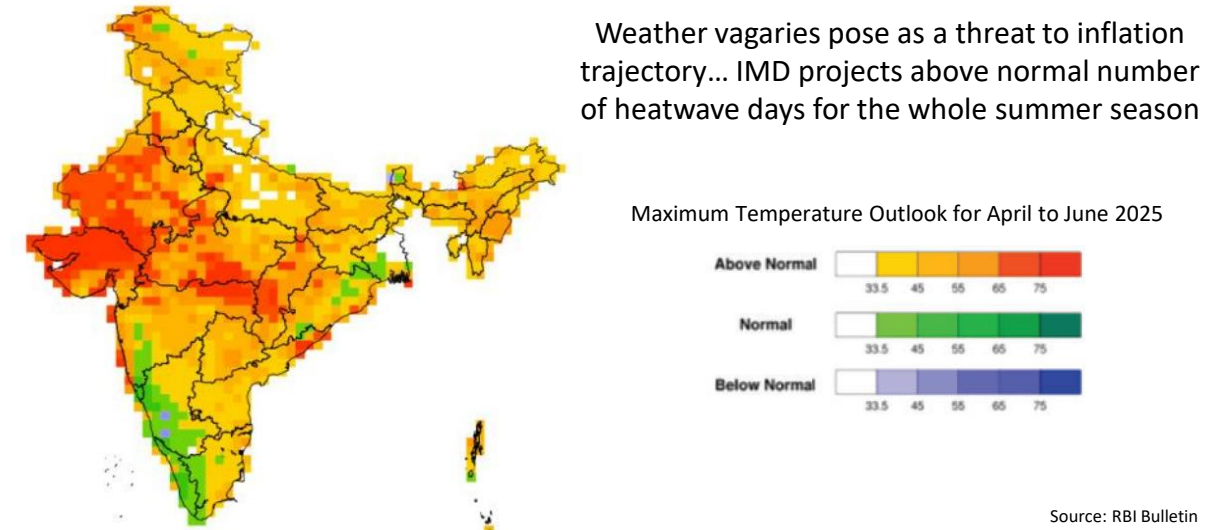 Weather vagaries pose as a threat to inflation
trajectory... IMD projects above normal number
of heatwave days for the whole summer season
Maximum Temperature Outlook for April to June 2025
Above Normal
33.5 45 55 65 75
Normal
33.5 45 55 65 75
Below Normal
33.5 45 55 65 75
Source: RBI Bulletin